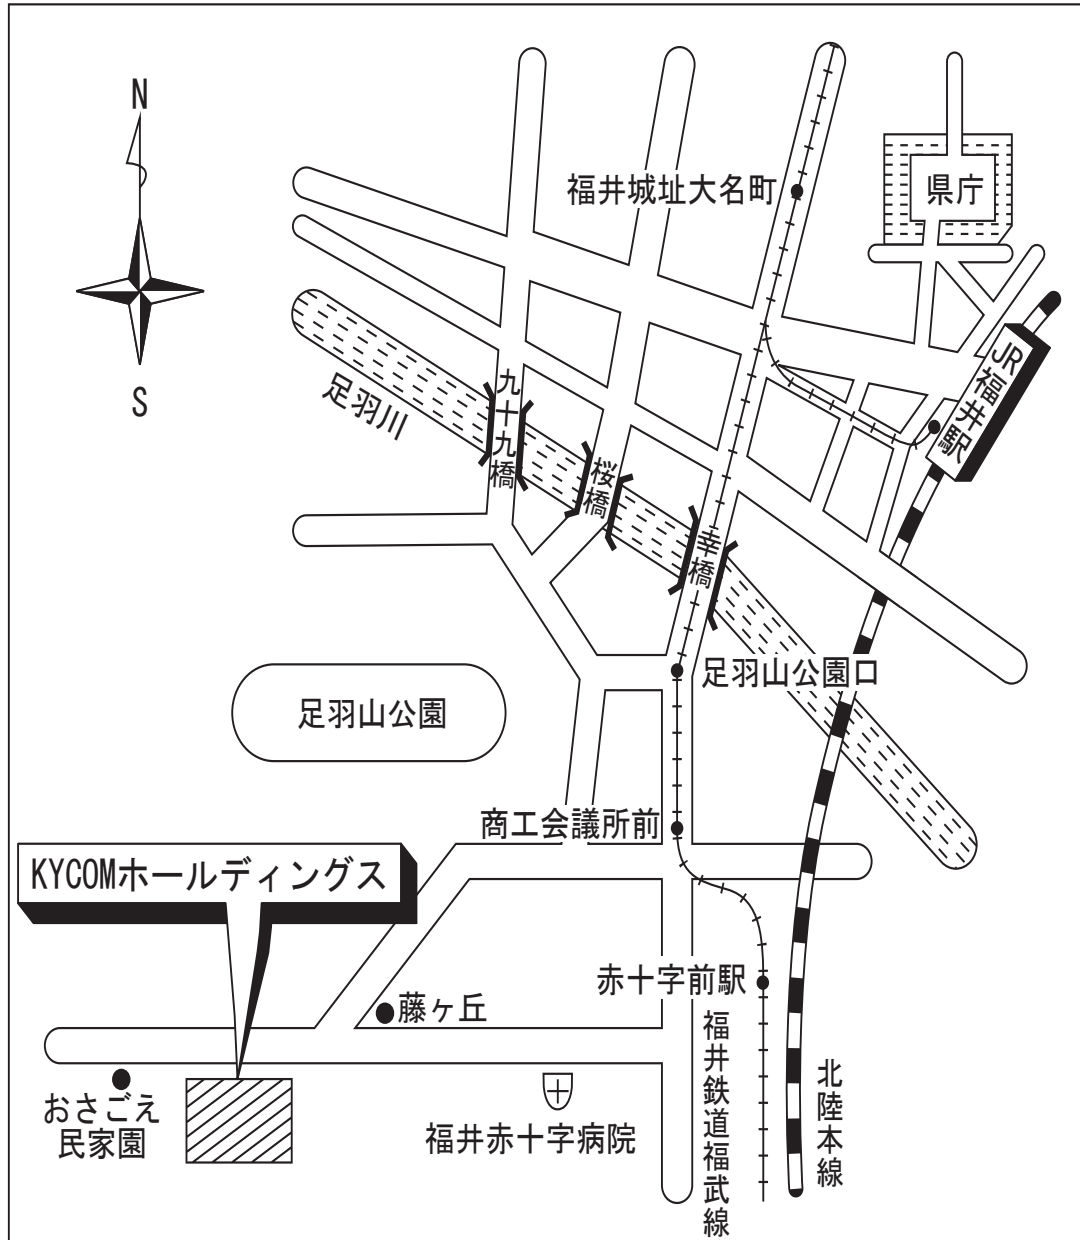 N
S
福井城址大名町
県庁
JR福井駅
足羽川
九十九橋
桜橋
幸橋
足羽山公園口
足羽山公園
商工会議所前
KYCOMホールディングス
赤十字前駅
藤ヶ丘
おさごえ
民家園
福井赤十字病院
福井鉄道福武線
北陸本線